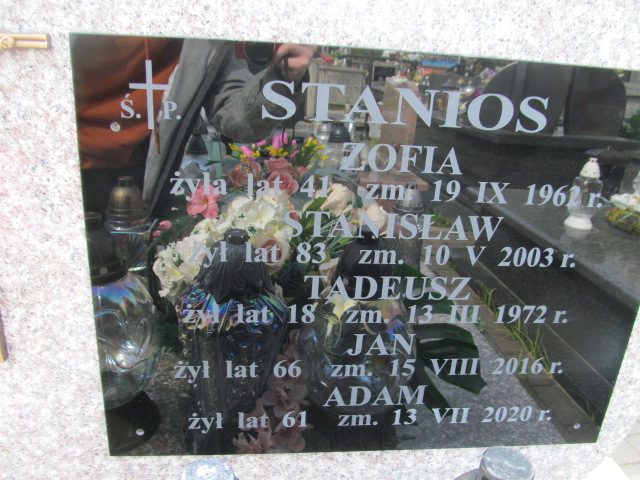 Ś. P.
STANIOS
ZOFIA
żyła lat 41 zm. 19 IX 1962 r.
STANISŁAW
żył lat 83 zm. 10 V 2003 r.
TADEUSZ
żył lat 18 zm. 13 III 1972 r.
JAN
żył lat 66 zm. 15 VIII 2016 r.
ADAM
żył lat 61 zm. 13 VII 2020 r.